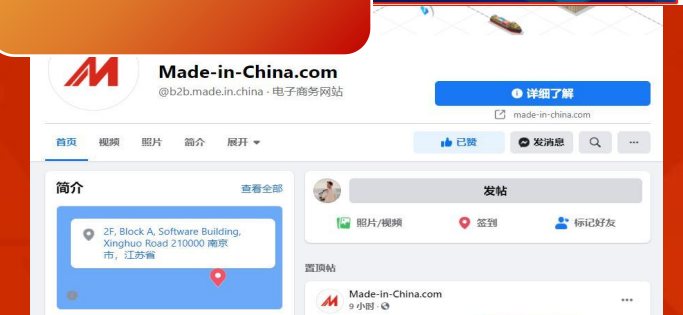 Made-in-China.com
@b2b.made.in.china · 电子商务网站
详细了解
made-in-china.com
首页 视频 照片 简介 展开
已赞 发消息
简介 查看全部
2F, Block A, Software Building,
Xinghuo Road 210000 南京
市, 江苏省
发帖
照片/视频 签到 标记好友
置顶帖
Made-in-China.com
9 小时 ·